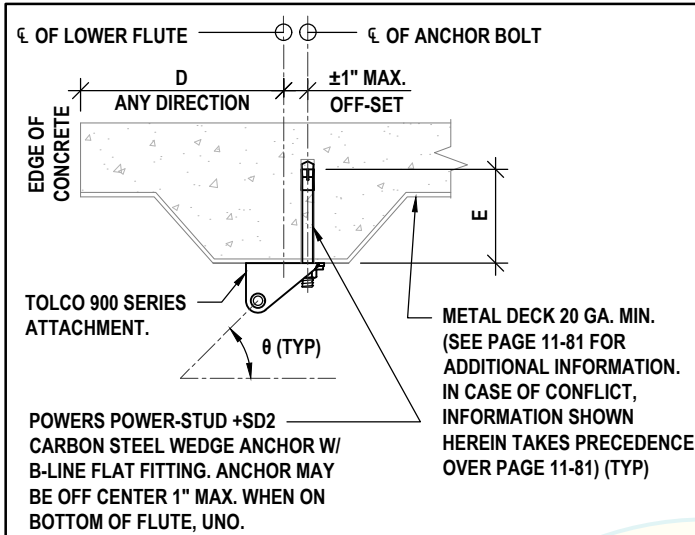 ℄ OF LOWER FLUTE
℄ OF ANCHOR BOLT
D
ANY DIRECTION
±1" MAX.
OFF-SET
EDGE OF
CONCRETE
E
TOLCO 900 SERIES
ATTACHMENT.
θ (TYP)
METAL DECK 20 GA. MIN.
(SEE PAGE 11-81 FOR
ADDITIONAL INFORMATION.
IN CASE OF CONFLICT,
INFORMATION SHOWN
HEREIN TAKES PRECEDENCE
OVER PAGE 11-81) (TYP)
POWERS POWER-STUD +SD2
CARBON STEEL WEDGE ANCHOR W/
B-LINE FLAT FITTING. ANCHOR MAY
BE OFF CENTER 1" MAX. WHEN ON
BOTTOM OF FLUTE, UNO.